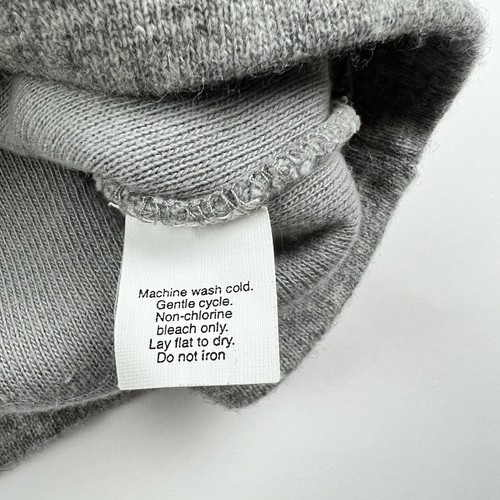 Machine wash cold.
Gentle cycle.
Non-chlorine
bleach only.
Lay flat to dry.
Do not iron